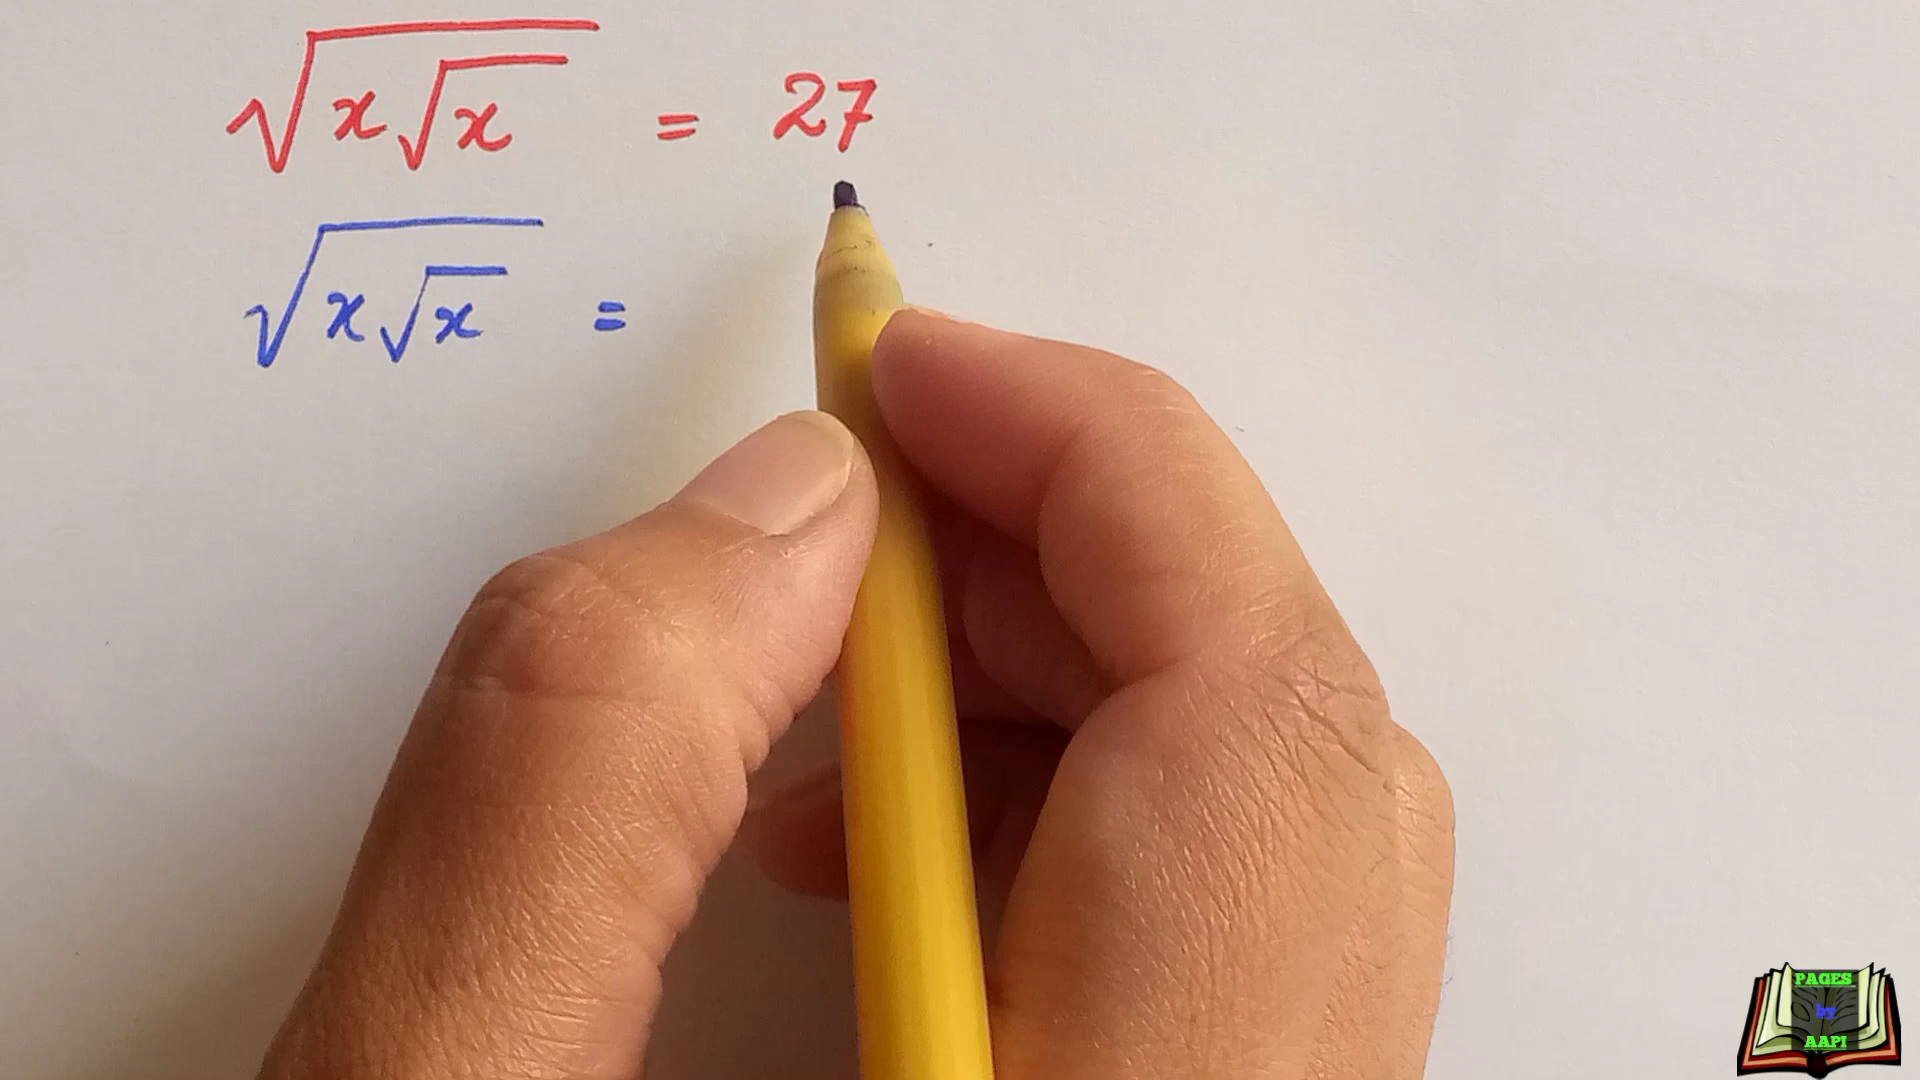 √(x√x) = 27
√(x√x) =
PAGES
by
AAPI